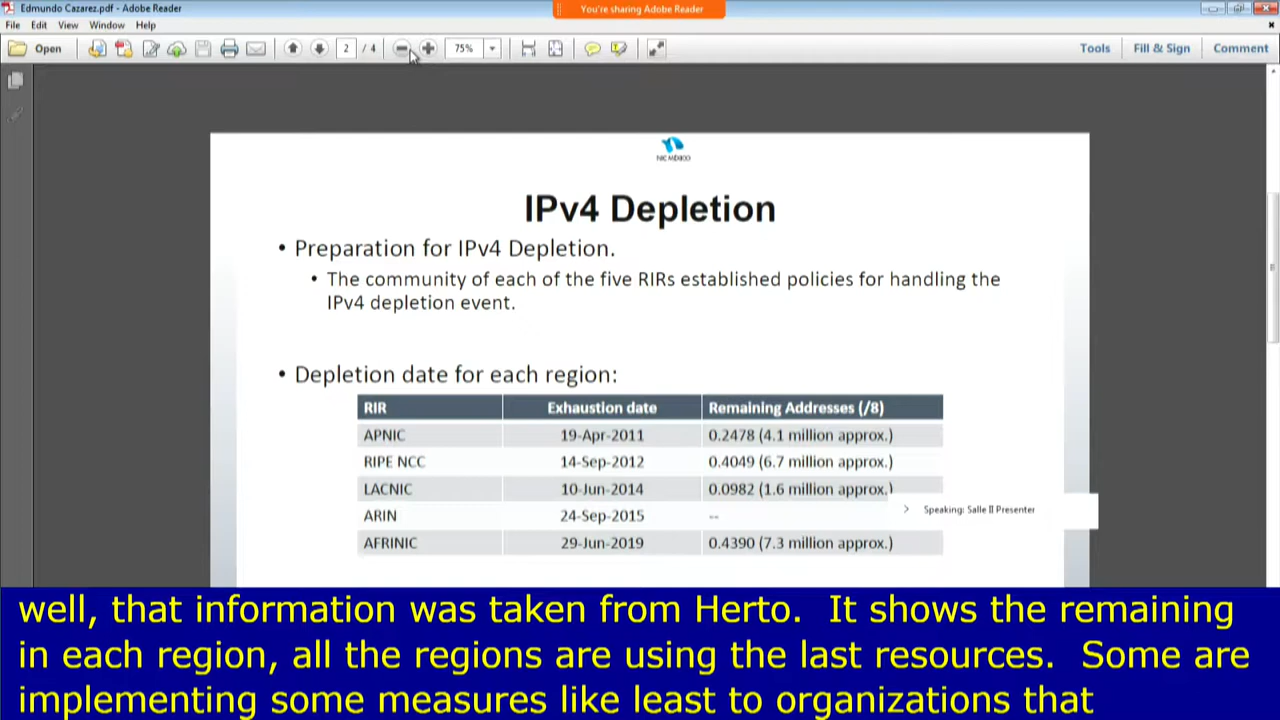 Edmundo Cazarez.pdf - Adobe Reader
You're sharing Adobe Reader
File Edit View Window Help
Open 2 / 4 75% Tools Fill & Sign Comment
NIC MÉXICO
IPv4 Depletion
• Preparation for IPv4 Depletion.
• The community of each of the five RIRs established policies for handling the
IPv4 depletion event.
• Depletion date for each region:
RIR Exhaustion date Remaining Addresses (/8)
APNIC 19-Apr-2011 0.2478 (4.1 million approx.)
RIPE NCC 14-Sep-2012 0.4049 (6.7 million approx.)
LACNIC 10-Jun-2014 0.0982 (1.6 million approx.)
Speaking: Salle II Presenter
ARIN 24-Sep-2015 --
AFRINIC 29-Jun-2019 0.4390 (7.3 million approx.)
well, that information was taken from Herto. It shows the remaining
in each region, all the regions are using the last resources. Some are
implementing some measures like least to organizations that